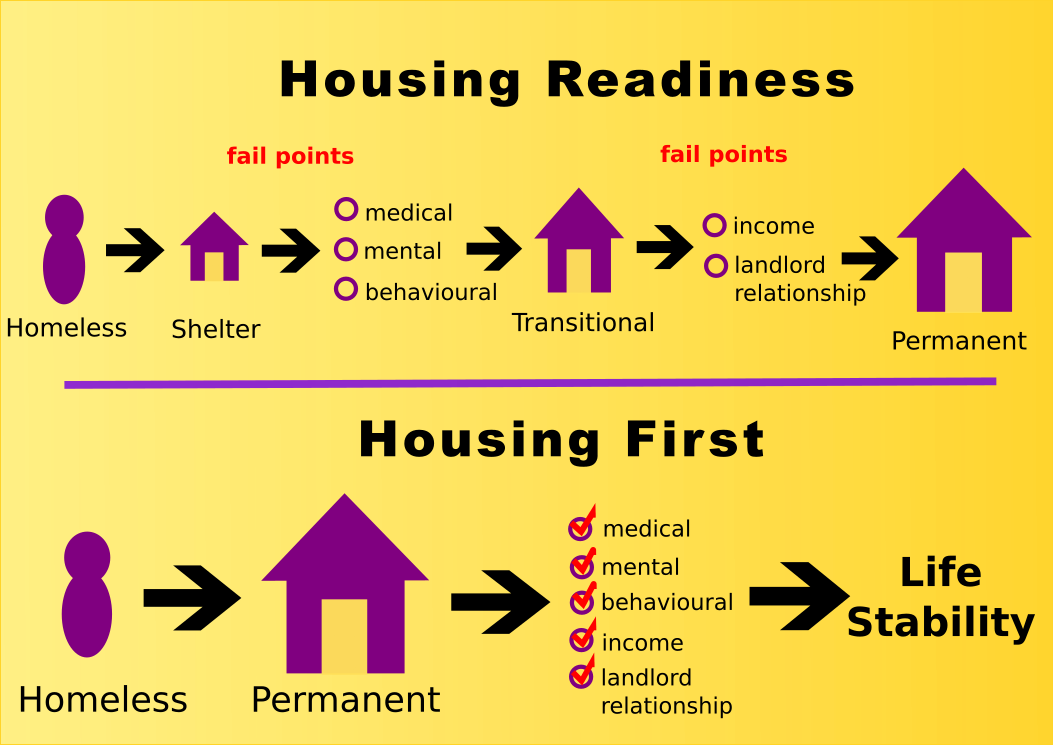 Housing Readiness
fail points
fail points
medical
mental
behavioural
income
landlord
relationship
Homeless
Shelter
Transitional
Permanent
Housing First
medical
mental
behavioural
income
landlord
relationship
Life
Stability
Homeless
Permanent